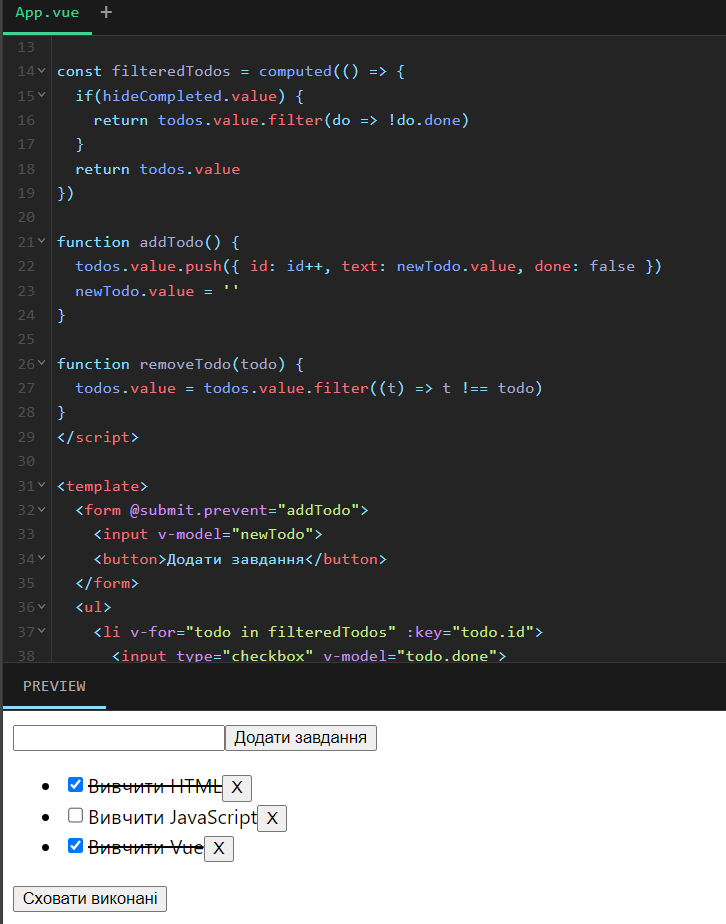 App.vue +
13
14 const filteredTodos = computed(() => {
15   if(hideCompleted.value) {
16     return todos.value.filter(do => !do.done)
17   }
18   return todos.value
19 })
20
21 function addTodo() {
22   todos.value.push({ id: id++, text: newTodo.value, done: false })
23   newTodo.value = ''
24 }
25
26 function removeTodo(todo) {
27   todos.value = todos.value.filter((t) => t !== todo)
28 }
29 </script>
30
31 <template>
32   <form @submit.prevent="addTodo">
33     <input v-model="newTodo">
34     <button>Додати завдання</button>
35   </form>
36   <ul>
37     <li v-for="todo in filteredTodos" :key="todo.id">
38       <input type="checkbox" v-model="todo.done">
PREVIEW
Додати завдання
Вивчити HTML X
Вивчити JavaScript X
Вивчити Vue X
Сховати виконані